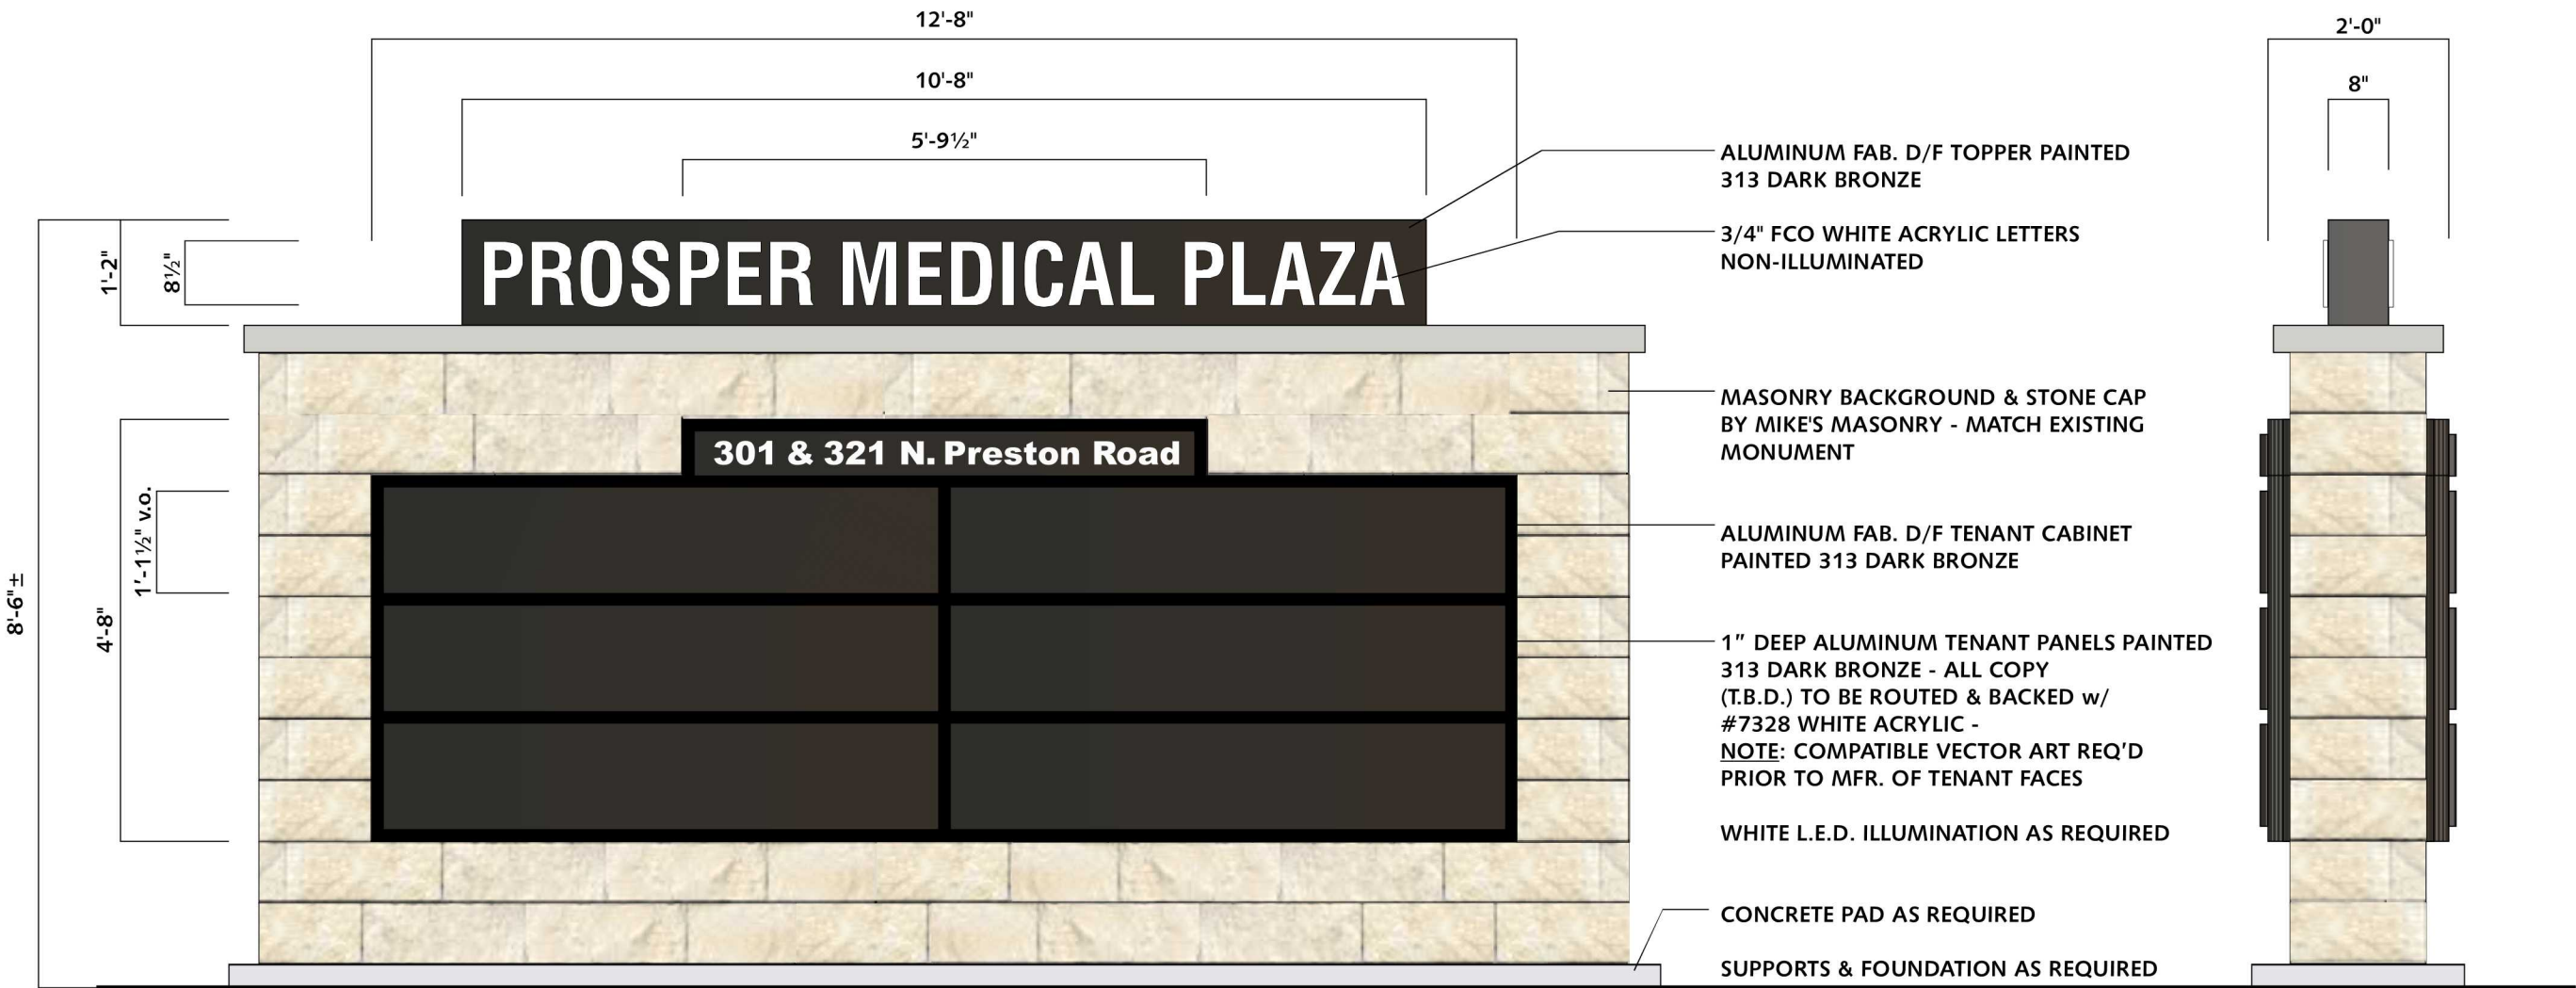 12'-8"
2'-0"
10'-8"
8"
5'-9½"
ALUMINUM FAB. D/F TOPPER PAINTED
313 DARK BRONZE
3/4" FCO WHITE ACRYLIC LETTERS
NON-ILLUMINATED
1'-2"
8½"
PROSPER MEDICAL PLAZA
MASONRY BACKGROUND & STONE CAP
BY MIKE'S MASONRY - MATCH EXISTING
MONUMENT
301 & 321 N. Preston Road
1'-1½" v.o.
ALUMINUM FAB. D/F TENANT CABINET
PAINTED 313 DARK BRONZE
8'-6"±
4'-8"
1" DEEP ALUMINUM TENANT PANELS PAINTED
313 DARK BRONZE - ALL COPY
(T.B.D.) TO BE ROUTED & BACKED w/
#7328 WHITE ACRYLIC -
NOTE: COMPATIBLE VECTOR ART REQ'D
PRIOR TO MFR. OF TENANT FACES
WHITE L.E.D. ILLUMINATION AS REQUIRED
CONCRETE PAD AS REQUIRED
SUPPORTS & FOUNDATION AS REQUIRED